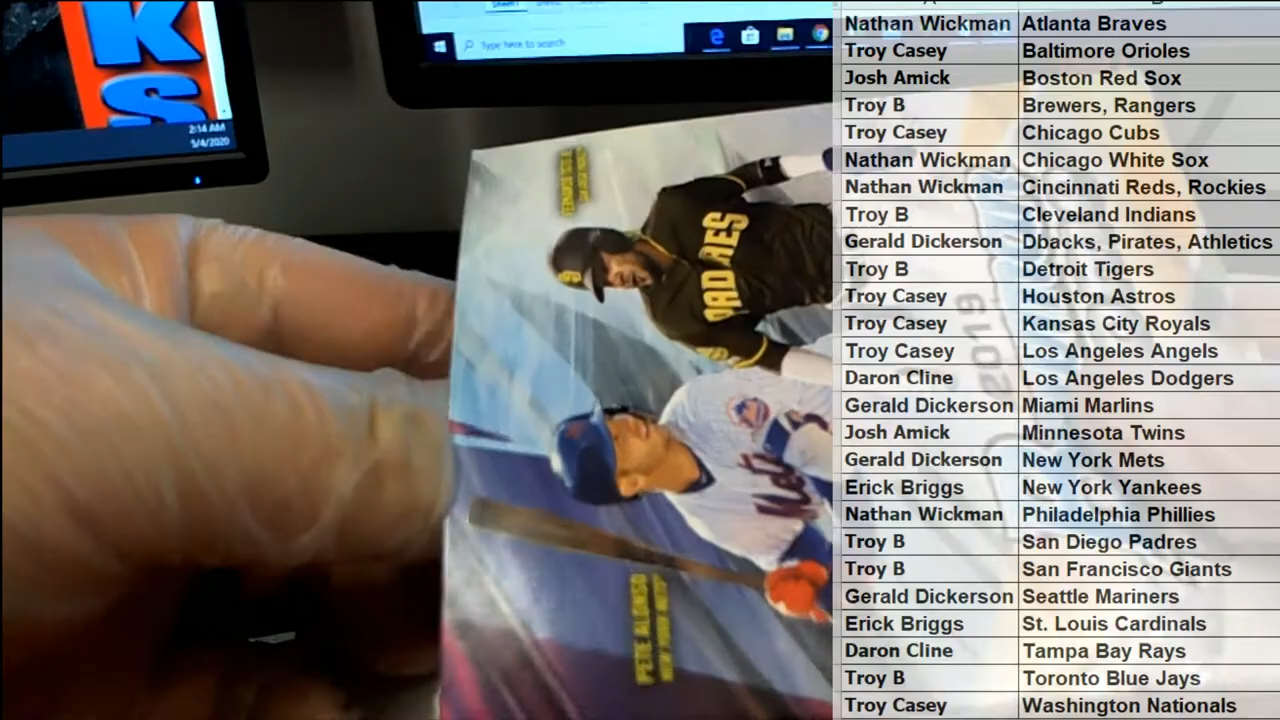 K
S
2:14 AM
5/4/2020
Type here to search
PADRES
Mets
PETE ALONSO
2019
Nathan Wickman Atlanta Braves
Troy Casey Baltimore Orioles
Josh Amick Boston Red Sox
Troy B Brewers, Rangers
Troy Casey Chicago Cubs
Nathan Wickman Chicago White Sox
Nathan Wickman Cincinnati Reds, Rockies
Troy B Cleveland Indians
Gerald Dickerson Dbacks, Pirates, Athletics
Troy B Detroit Tigers
Troy Casey Houston Astros
Troy Casey Kansas City Royals
Troy Casey Los Angeles Angels
Daron Cline Los Angeles Dodgers
Gerald Dickerson Miami Marlins
Josh Amick Minnesota Twins
Gerald Dickerson New York Mets
Erick Briggs New York Yankees
Nathan Wickman Philadelphia Phillies
Troy B San Diego Padres
Troy B San Francisco Giants
Gerald Dickerson Seattle Mariners
Erick Briggs St. Louis Cardinals
Daron Cline Tampa Bay Rays
Troy B Toronto Blue Jays
Troy Casey Washington Nationals